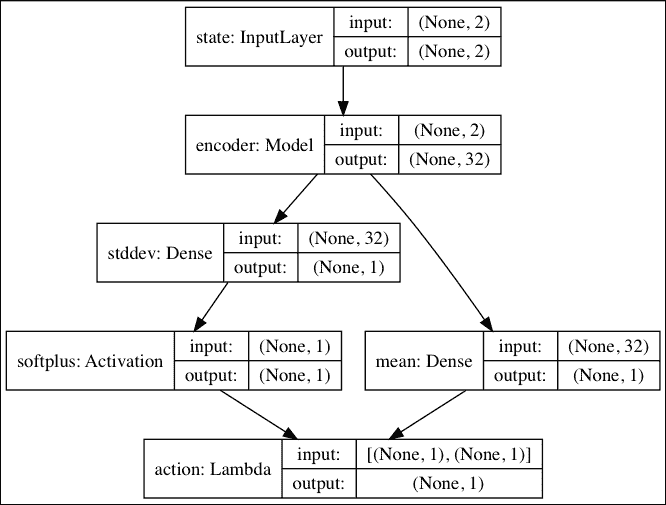 state: InputLayer
input:
(None, 2)
output:
(None, 2)
encoder: Model
input:
(None, 2)
output:
(None, 32)
stddev: Dense
input:
(None, 32)
output:
(None, 1)
softplus: Activation
input:
(None, 1)
output:
(None, 1)
mean: Dense
input:
(None, 32)
output:
(None, 1)
action: Lambda
input:
[(None, 1), (None, 1)]
output:
(None, 1)